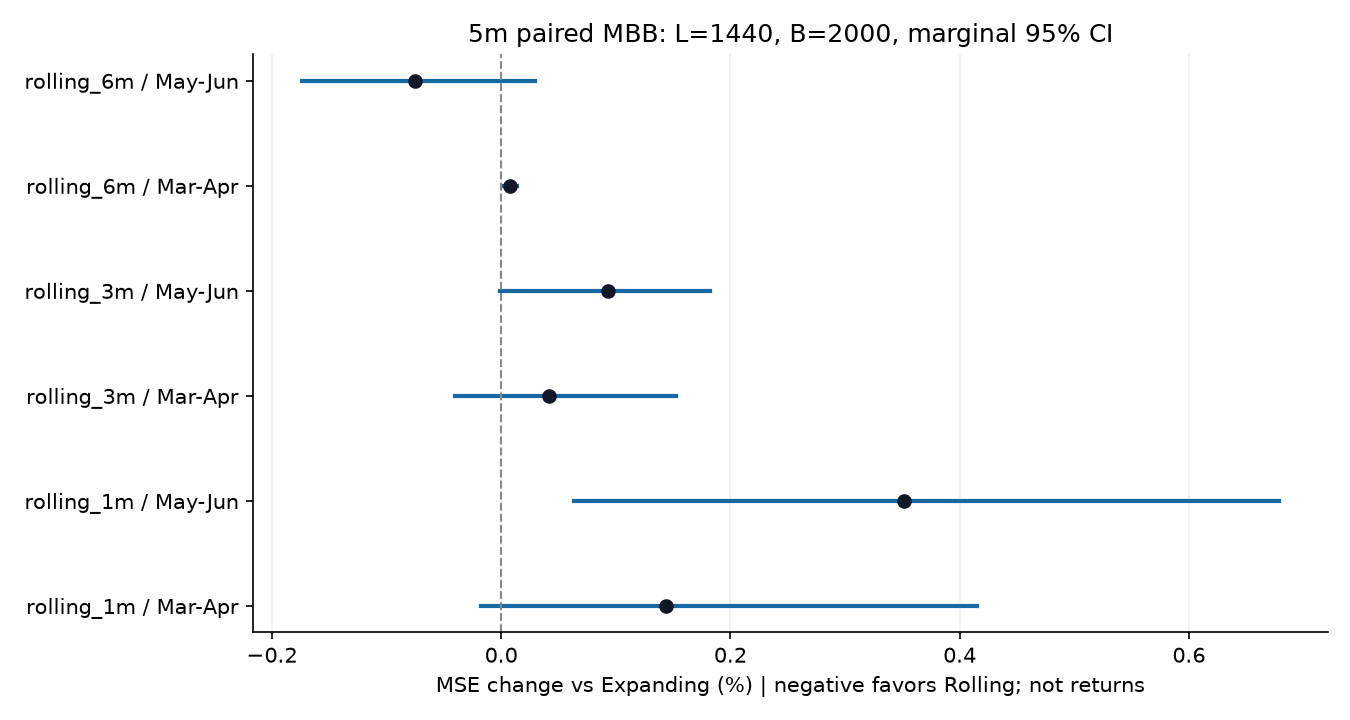 5m paired MBB: L=1440, B=2000, marginal 95% CI
rolling_6m / May-Jun
rolling_6m / Mar-Apr
rolling_3m / May-Jun
rolling_3m / Mar-Apr
rolling_1m / May-Jun
rolling_1m / Mar-Apr
−0.2 0.0 0.2 0.4 0.6
MSE change vs Expanding (%) | negative favors Rolling; not returns